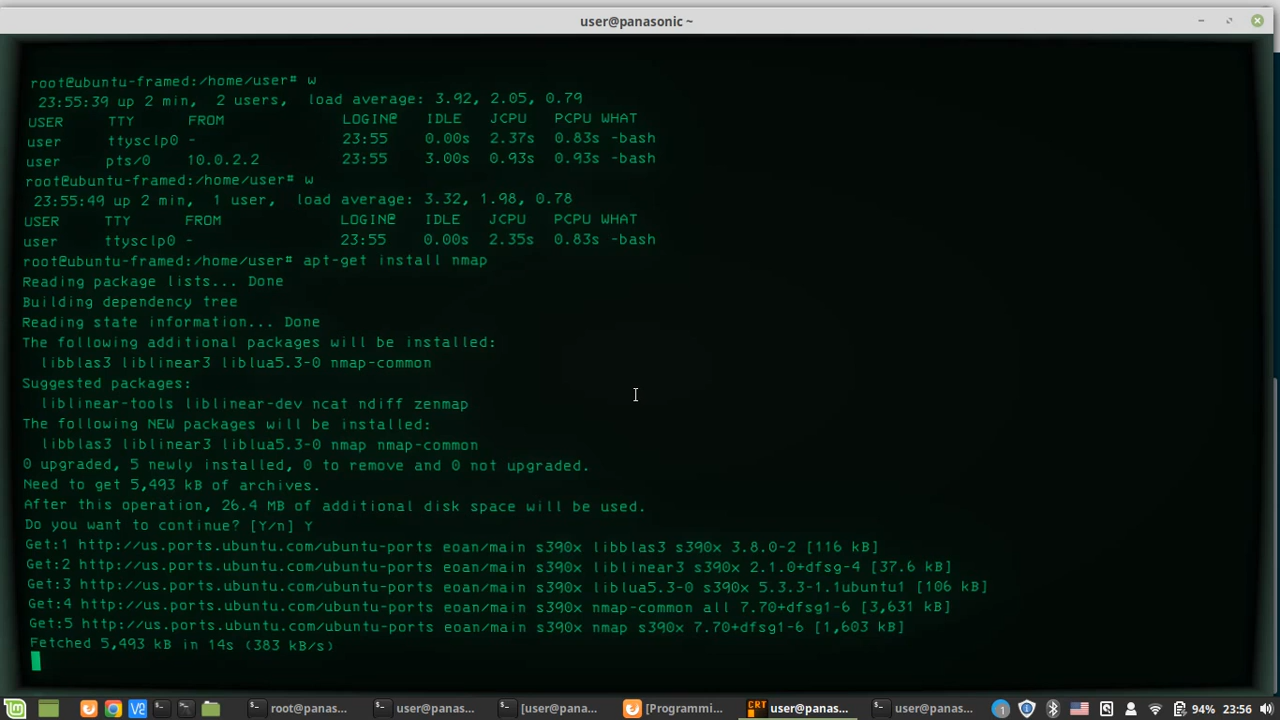 user@panasonic ~
root@ubuntu-framed:/home/user# w
23:55:39 up 2 min, 2 users, load average: 3.92, 2.05, 0.79
USER TTY FROM LOGIN@ IDLE JCPU PCPU WHAT
user ttysclp0 - 23:55 0.00s 2.37s 0.83s -bash
user pts/0 10.0.2.2 23:55 3.00s 0.93s 0.93s -bash
root@ubuntu-framed:/home/user# w
23:55:49 up 2 min, 1 user, load average: 3.32, 1.98, 0.78
USER TTY FROM LOGIN@ IDLE JCPU PCPU WHAT
user ttysclp0 - 23:55 0.00s 2.35s 0.83s -bash
root@ubuntu-framed:/home/user# apt-get install nmap
Reading package lists... Done
Building dependency tree
Reading state information... Done
The following additional packages will be installed:
libblas3 liblinear3 liblua5.3-0 nmap-common
Suggested packages:
liblinear-tools liblinear-dev ncat ndiff zenmap
The following NEW packages will be installed:
libblas3 liblinear3 liblua5.3-0 nmap nmap-common
0 upgraded, 5 newly installed, 0 to remove and 0 not upgraded.
Need to get 5,493 kB of archives.
After this operation, 26.4 MB of additional disk space will be used.
Do you want to continue? [Y/n] Y
Get:1 http://us.ports.ubuntu.com/ubuntu-ports eoan/main s390x libblas3 s390x 3.8.0-2 [116 kB]
Get:2 http://us.ports.ubuntu.com/ubuntu-ports eoan/main s390x liblinear3 s390x 2.1.0+dfsg-4 [37.6 kB]
Get:3 http://us.ports.ubuntu.com/ubuntu-ports eoan/main s390x liblua5.3-0 s390x 5.3.3-1.1ubuntu1 [106 kB]
Get:4 http://us.ports.ubuntu.com/ubuntu-ports eoan/main s390x nmap-common all 7.70+dfsg1-6 [3,631 kB]
Get:5 http://us.ports.ubuntu.com/ubuntu-ports eoan/main s390x nmap s390x 7.70+dfsg1-6 [1,603 kB]
Fetched 5,493 kB in 14s (383 kB/s)
root@panas... user@panas... [user@pana... [Programmi... CRT user@panas... user@panas... 1 94% 23:56